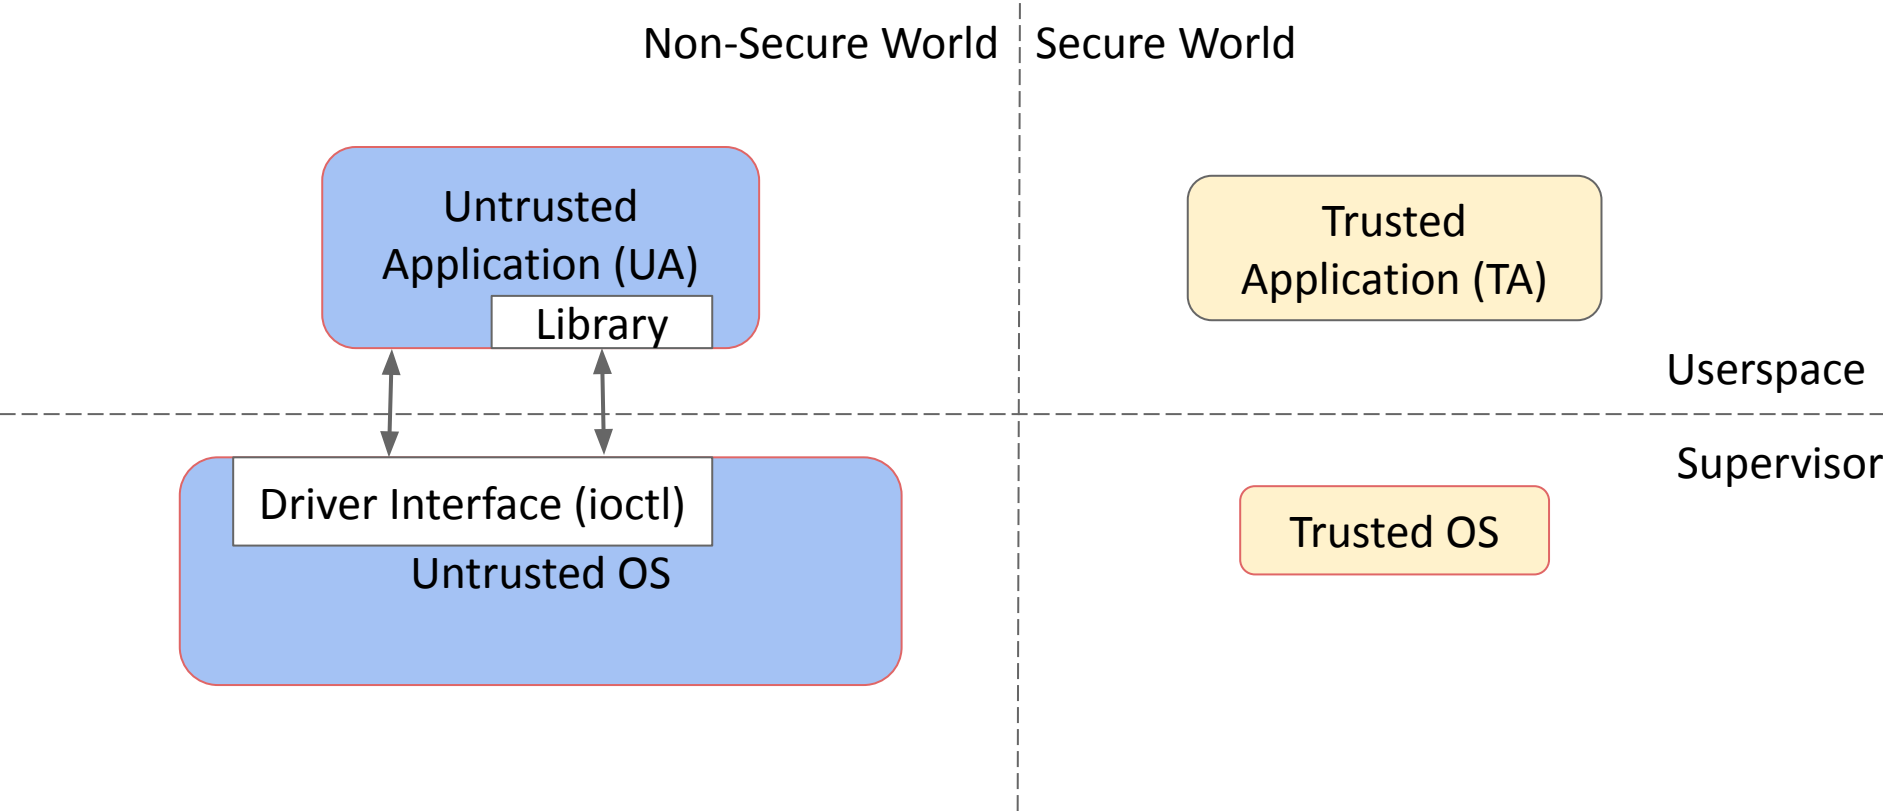 Non-Secure World
Secure World
Untrusted
Application (UA)
Library
Trusted
Application (TA)
Userspace
Supervisor
Driver Interface (ioctl)
Untrusted OS
Trusted OS